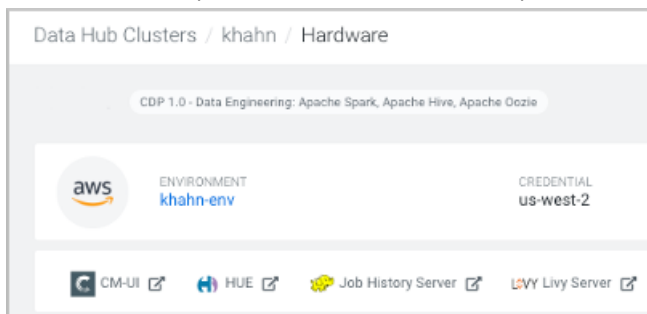 Data Hub Clusters / khahn / Hardware
CDP 1.0 - Data Engineering: Apache Spark, Apache Hive, Apache Oozie
aws
ENVIRONMENT
khahn-env
CREDENTIAL
us-west-2
CM-UI HUE Job History Server LIVY Livy Server